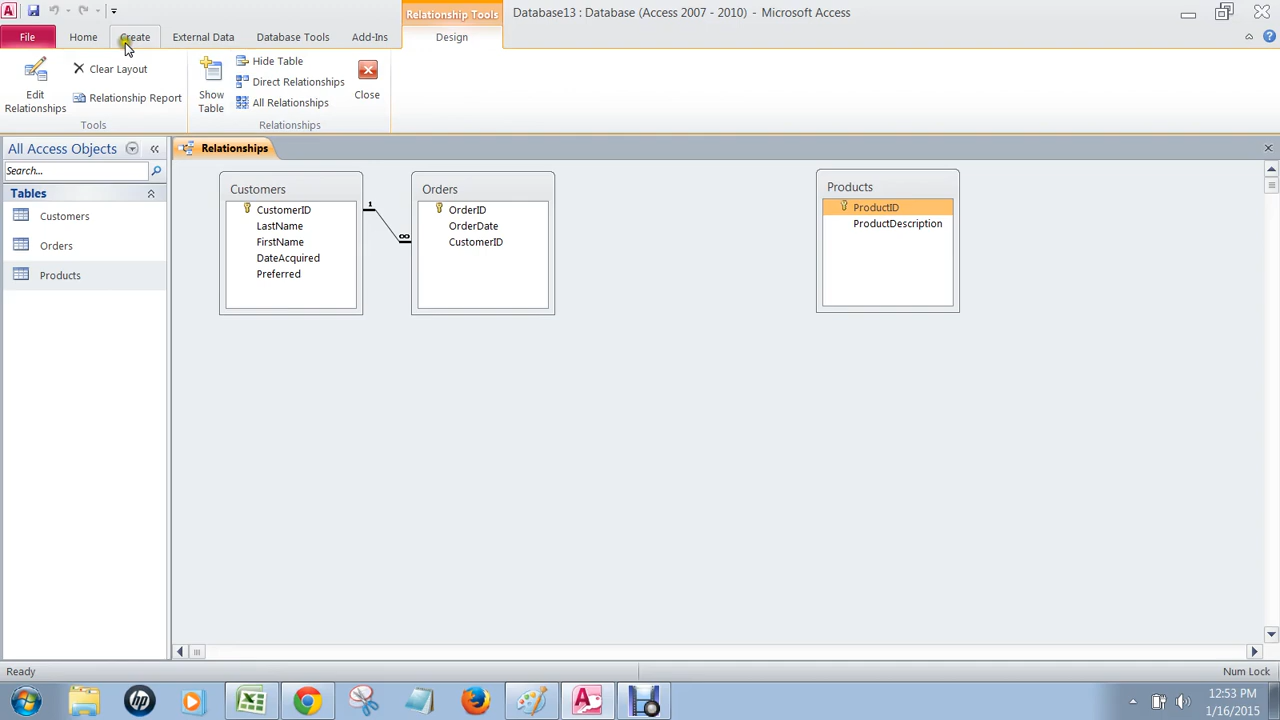 Relationship Tools
Database13 : Database (Access 2007 - 2010) - Microsoft Access
File
Home
Create
External Data
Database Tools
Add-Ins
Design
Edit
Relationships
Clear Layout
Relationship Report
Tools
Show
Table
Hide Table
Direct Relationships
All Relationships
Close
Relationships
All Access Objects
Search...
Tables
Customers
Orders
Products
Relationships
Customers
CustomerID
LastName
FirstName
DateAcquired
Preferred
1
∞
Orders
OrderID
OrderDate
CustomerID
Products
ProductID
ProductDescription
Ready
Num Lock
12:53 PM
1/16/2015